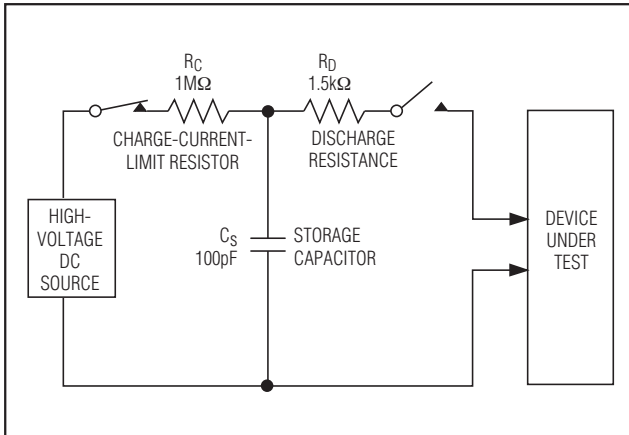 RC
1MΩ
CHARGE-CURRENT-
LIMIT RESISTOR
RD
1.5kΩ
DISCHARGE
RESISTANCE
HIGH-
VOLTAGE
DC
SOURCE
CS
100pF
STORAGE
CAPACITOR
DEVICE
UNDER
TEST